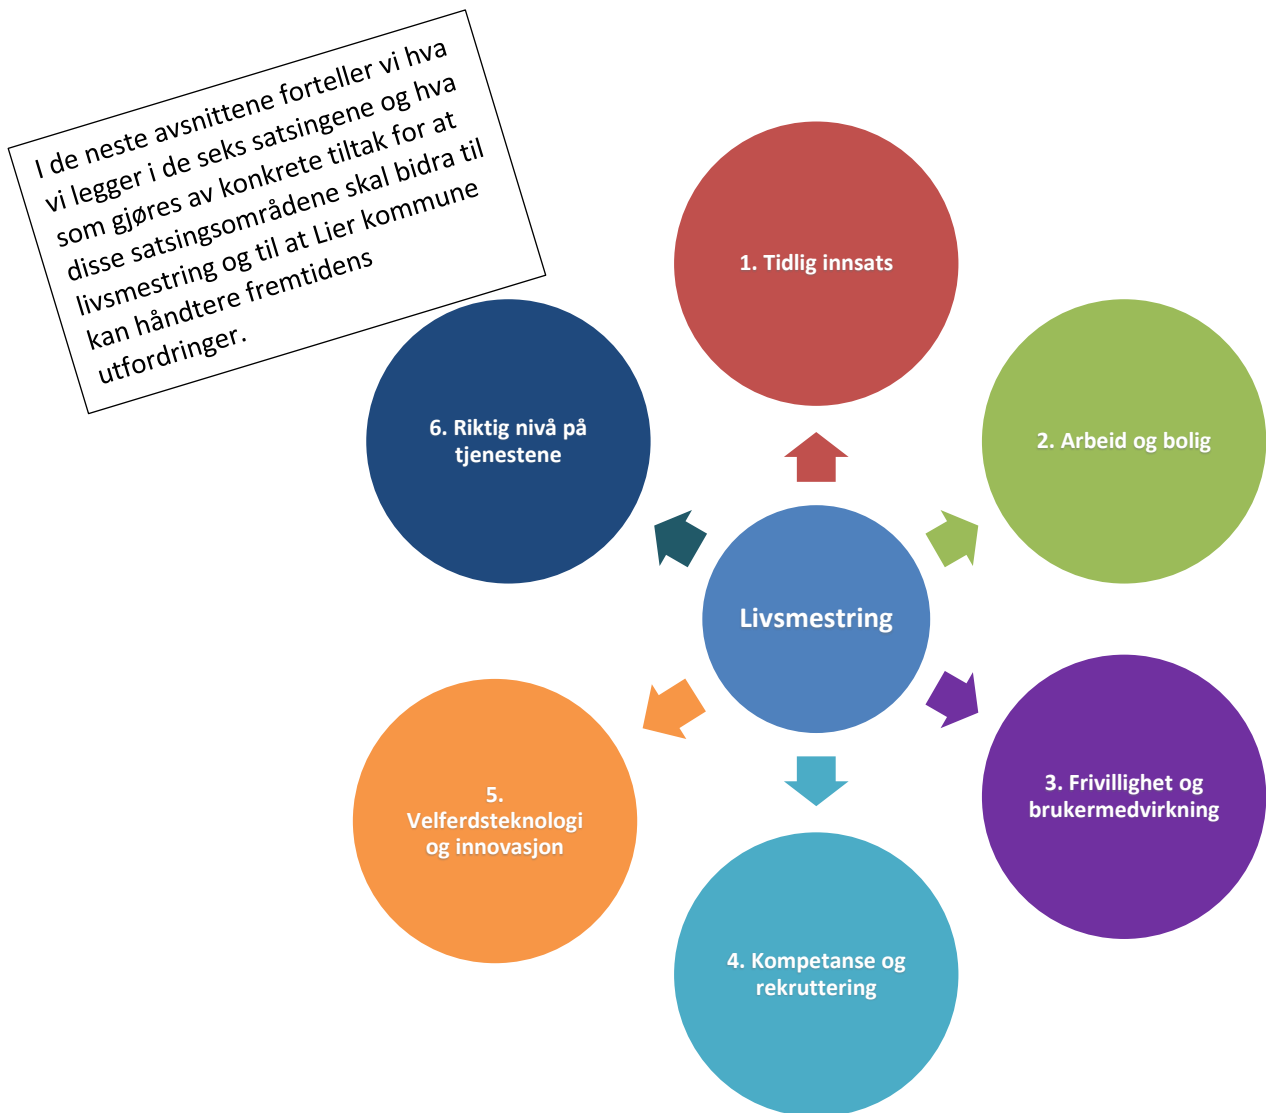 I de neste avsnittene forteller vi hva
vi legger i de seks satsingene og hva
som gjøres av konkrete tiltak for at
disse satsingsområdene skal bidra til
livsmestring og til at Lier kommune
kan håndtere fremtidens
utfordringer.
1. Tidlig innsats
2. Arbeid og bolig
3. Frivillighet og
brukermedvirkning
4. Kompetanse og
rekruttering
5.
Velferdsteknologi
og innovasjon
6. Riktig nivå på
tjenestene
Livsmestring